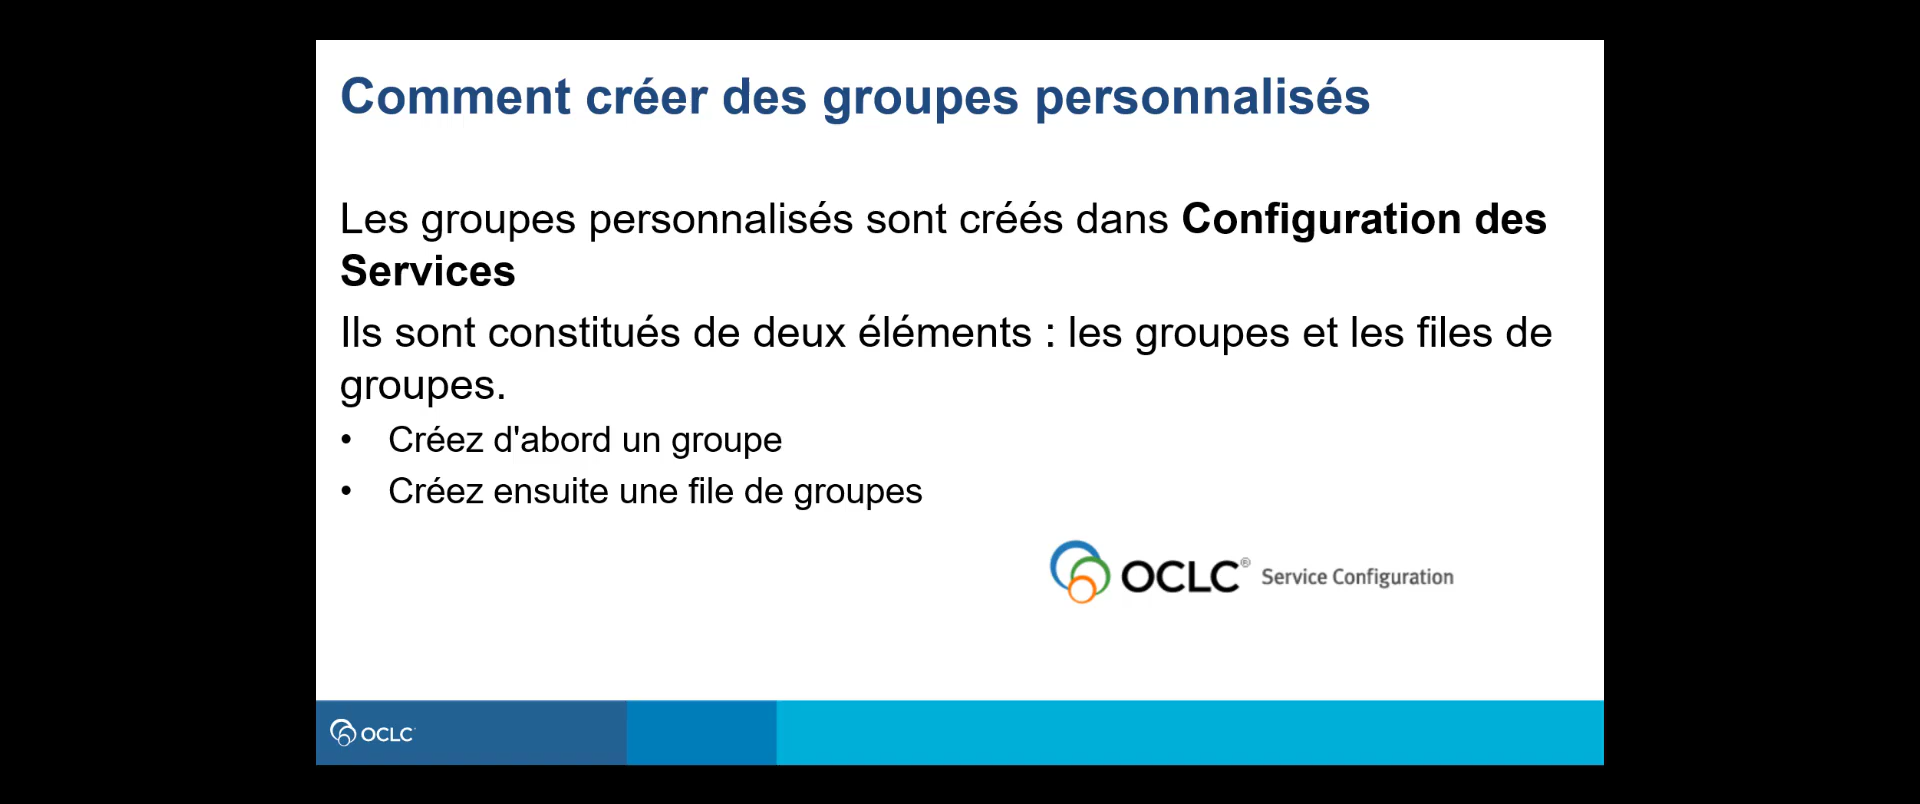 Comment créer des groupes personnalisés
Les groupes personnalisés sont créés dans Configuration des
Services
Ils sont constitués de deux éléments : les groupes et les files de
groupes.
• Créez d'abord un groupe
• Créez ensuite une file de groupes
OCLC® Service Configuration
OCLC